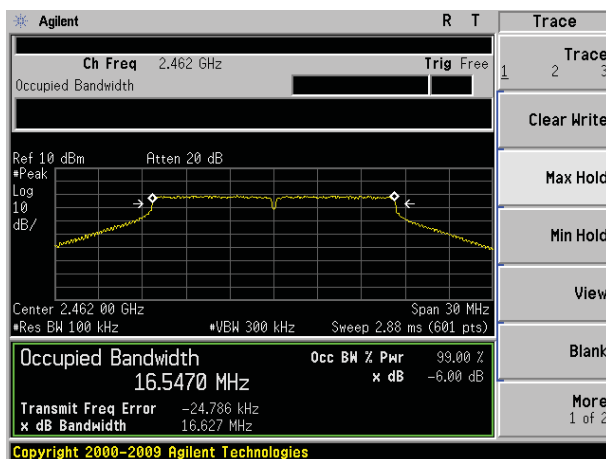 Agilent R T Trace
Ch Freq 2.462 GHz Trig Free
Occupied Bandwidth
Trace
1 2 3
Clear Write
Max Hold
Min Hold
View
Blank
More
1 of 2
Ref 10 dBm Atten 20 dB
#Peak
Log
10
dB/
Center 2.462 00 GHz Span 30 MHz
#Res BW 100 kHz #VBW 300 kHz Sweep 2.88 ms (601 pts)
Occupied Bandwidth Occ BW % Pwr 99.00 %
16.5470 MHz x dB -6.00 dB
Transmit Freq Error -24.786 kHz
x dB Bandwidth 16.627 MHz
Copyright 2000-2009 Agilent Technologies